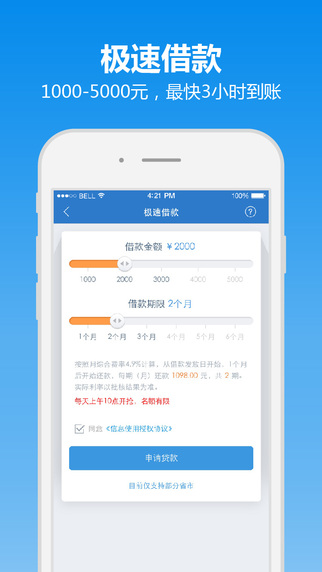 极速借款
1000-5000元，最快3小时到账
BELL 4:21 PM 100%
极速借款 ?
借款金额 ¥2000
1000 2000 3000 4000 5000
借款期限 2个月
1个月 2个月 3个月 4个月 5个月 6个月
按照月综合费率4.9%计算，从借款发放日开始，1个月
后开始还款，每期（月）还款 1098.00 元，共 2 期。
实际利率以批核结果为准。
每天上午10点开抢，名额有限
同意 《信息使用授权协议》
申请贷款
目前仅支持部分省市